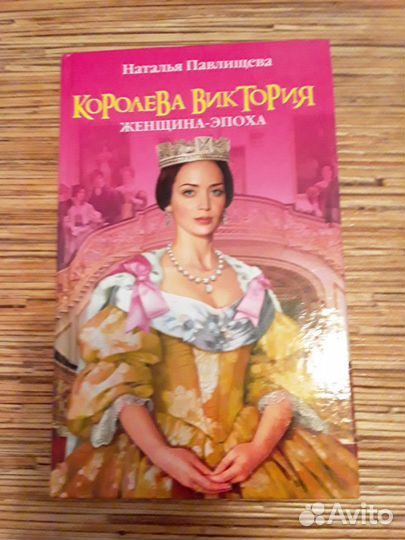 Наталья Павлищева
КОРОЛЕВА ВИКТОРИЯ
ЖЕНЩИНА-ЭПОХА
Avito